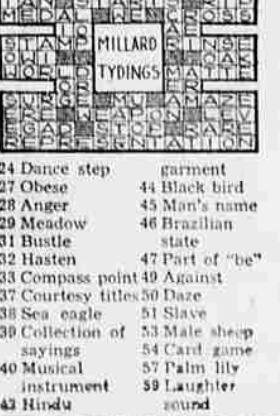 MEDAL
MILLARD
RINSE
TYDINGS
AMAZE
WEAPON
24 Dance step
27 Obese
28 Anger
29 Meadow
31 Bustle
32 Hasten
33 Compass point
37 Courtesy titles
38 Sea eagle
39 Collection of
sayings
40 Musical
instrument
43 Hindu
garment
44 Black bird
45 Man's name
46 Brazilian
state
47 Part of "be"
49 Against
50 Daze
51 Slave
53 Male sheep
54 Card game
57 Palm lily
59 Laughter
sound